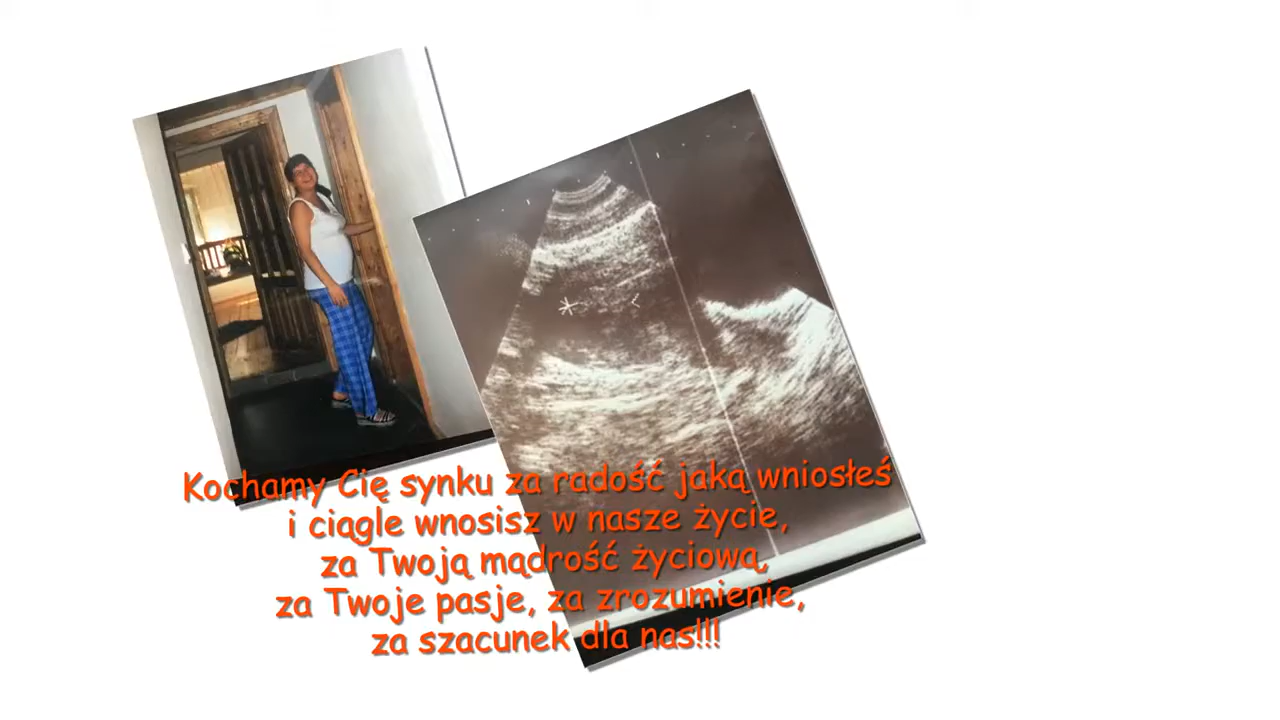 Kochamy Cię synku za radość jaką wniosłeś
i ciągle wnosisz w nasze życie,
za Twoją mądrość życiową,
za Twoje pasje, za zrozumienie,
za szacunek dla nas!!!